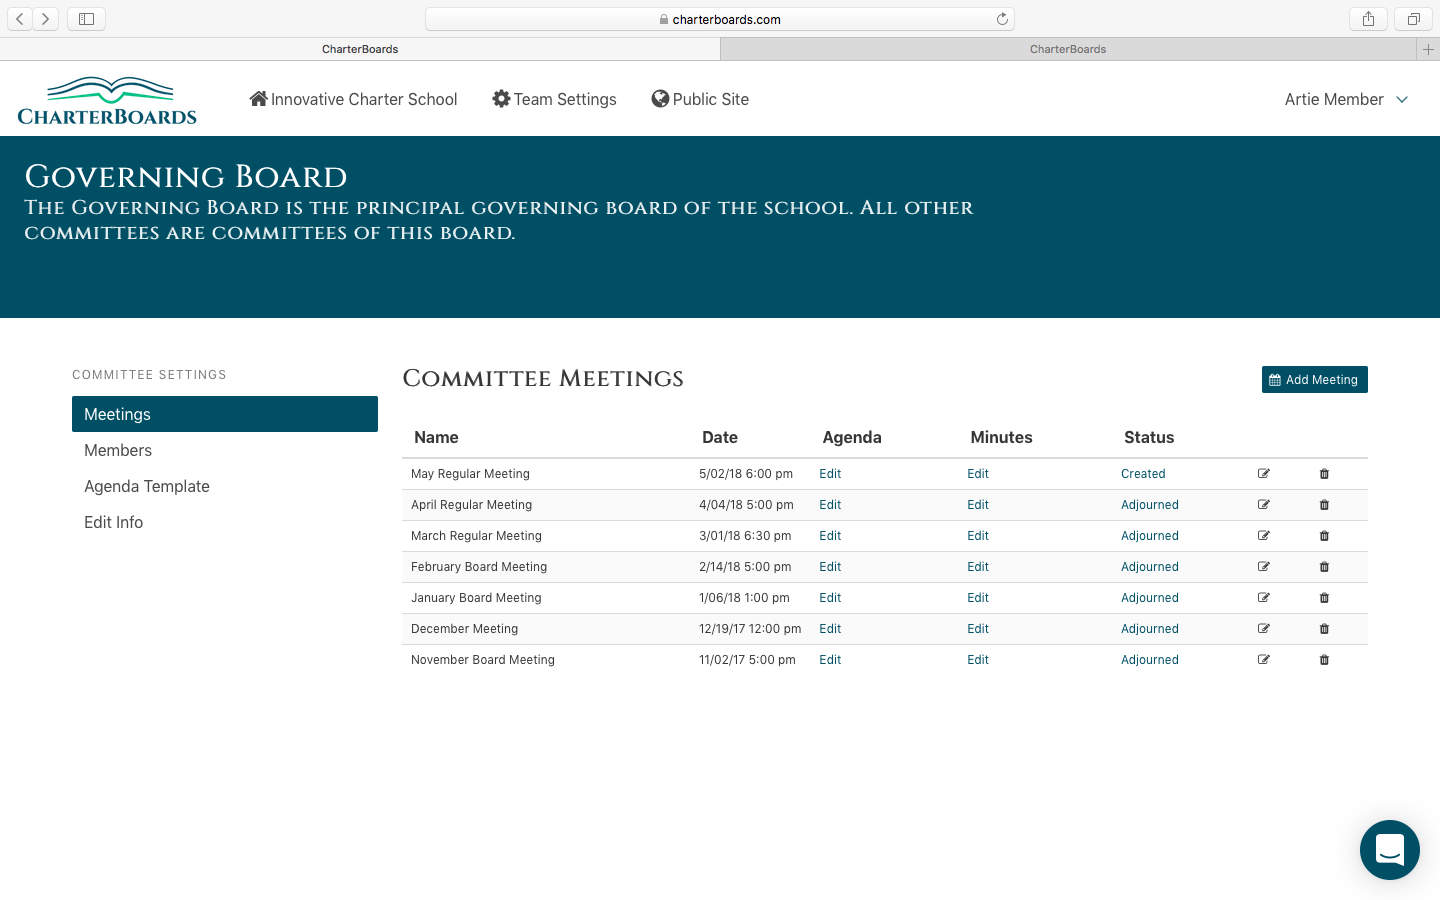 charterboards.com
CharterBoards
CharterBoards
CharterBoards
Innovative Charter School
Team Settings
Public Site
Artie Member
Governing Board
The Governing Board is the principal governing board of the school. All other
committees are committees of this board.
COMMITTEE SETTINGS
Meetings
Members
Agenda Template
Edit Info
Committee Meetings
Add Meeting
Name Date Agenda Minutes Status
May Regular Meeting 5/02/18 6:00 pm Edit Edit Created
April Regular Meeting 4/04/18 5:00 pm Edit Edit Adjourned
March Regular Meeting 3/01/18 6:30 pm Edit Edit Adjourned
February Board Meeting 2/14/18 5:00 pm Edit Edit Adjourned
January Board Meeting 1/06/18 1:00 pm Edit Edit Adjourned
December Meeting 12/19/17 12:00 pm Edit Edit Adjourned
November Board Meeting 11/02/17 5:00 pm Edit Edit Adjourned